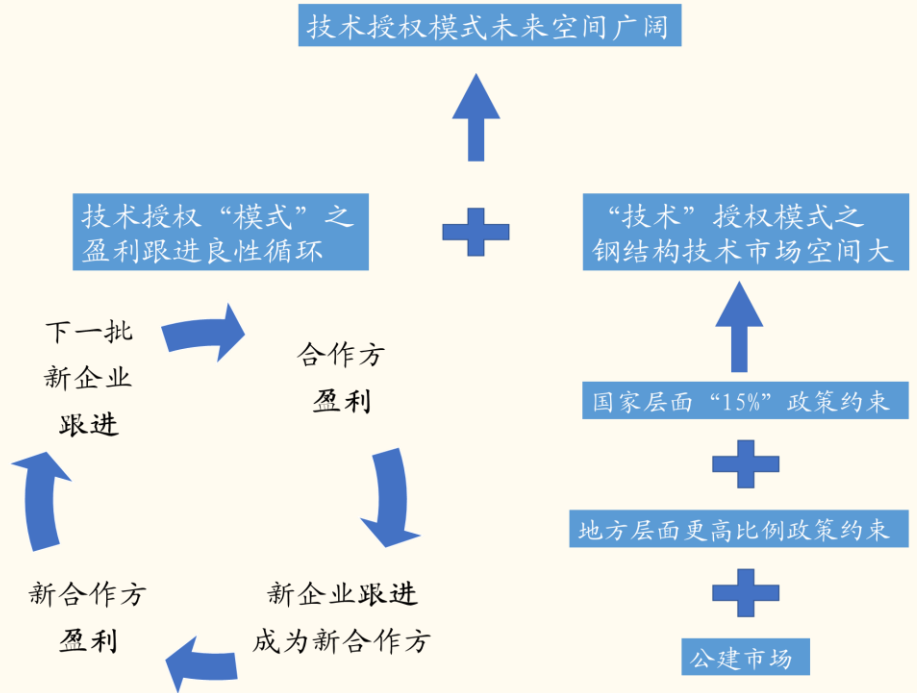 技术授权模式未来空间广阔
技术授权“模式”之
盈利跟进良性循环
“技术”授权模式之
钢结构技术市场空间大
下一批
新企业
跟进
合作方
盈利
新企业跟进
成为新合作方
新合作方
盈利
国家层面“15%”政策约束
地方层面更高比例政策约束
公建市场